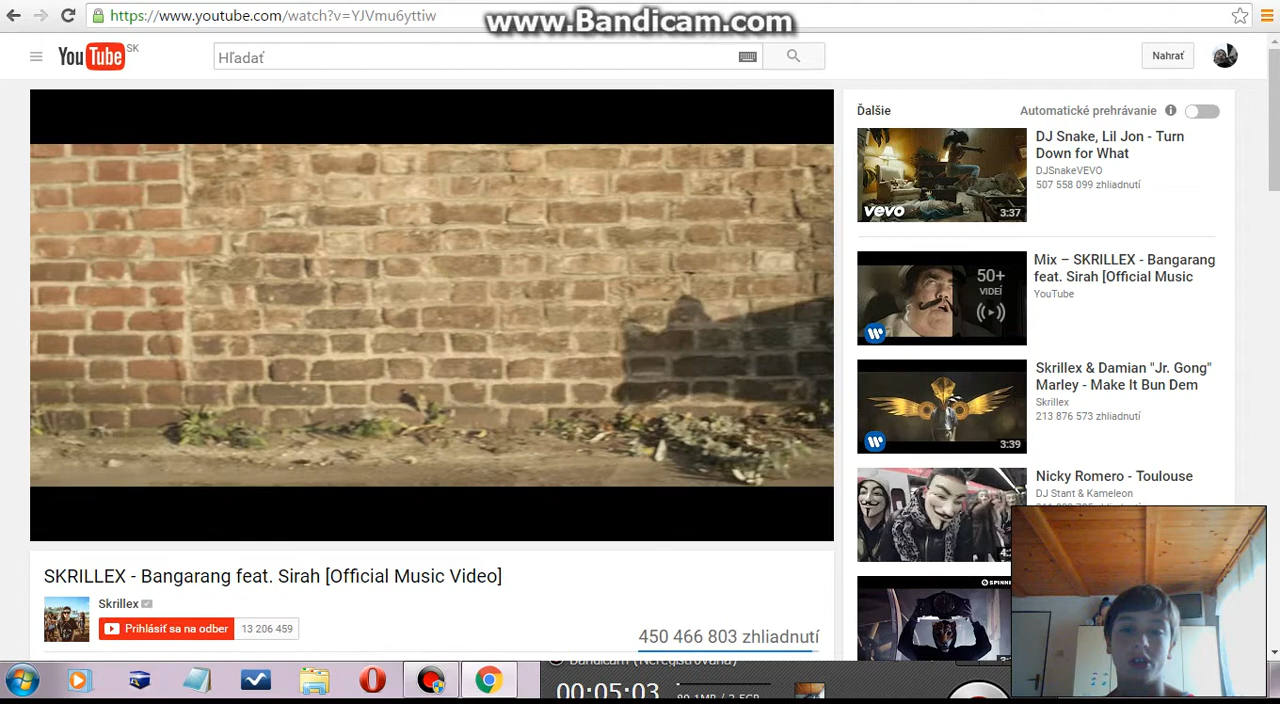 https://www.youtube.com/watch?v=YJVmu6yttiw
www.Bandicam.com
YouTube SK
Hľadať
Nahrať
Ďalšie
Automatické prehrávanie
DJ Snake, Lil Jon - Turn
Down for What
DJSnakeVEVO
507 558 099 zhliadnutí
vevo
3:37
Mix – SKRILLEX - Bangarang
feat. Sirah [Official Music
YouTube
50+
VIDEÍ
Skrillex & Damian "Jr. Gong"
Marley - Make It Bun Dem
Skrillex
213 876 573 zhliadnutí
3:39
Nicky Romero - Toulouse
DJ Stant & Kameleon
SPINNI
SKRILLEX - Bangarang feat. Sirah [Official Music Video]
Skrillex
Prihlásiť sa na odber
13 206 459
450 466 803 zhliadnutí
Bandicam (Neregistrovaná)
00:05:03